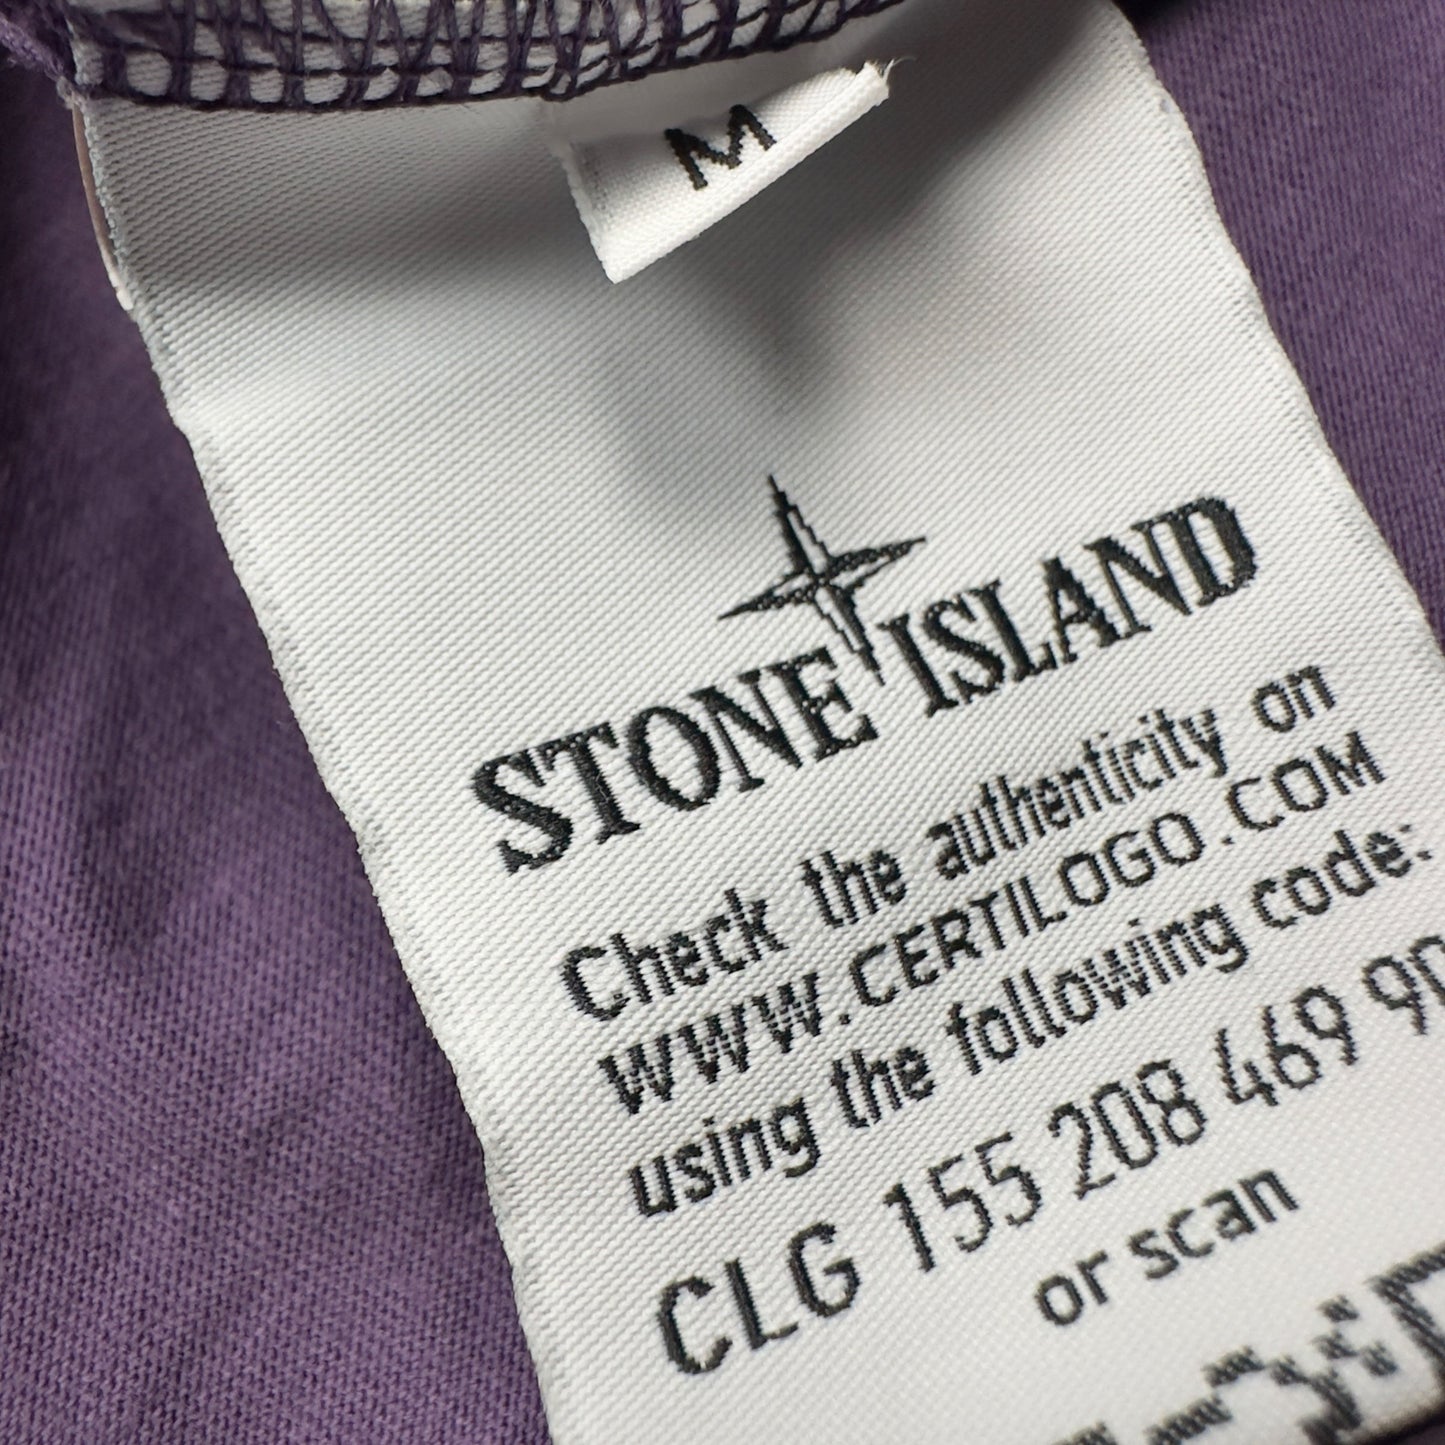 M
STONE ISLAND
Check the authenticity on
WWW.CERTILOGO.COM
using the following code:
CLG 155 208 469
or scan